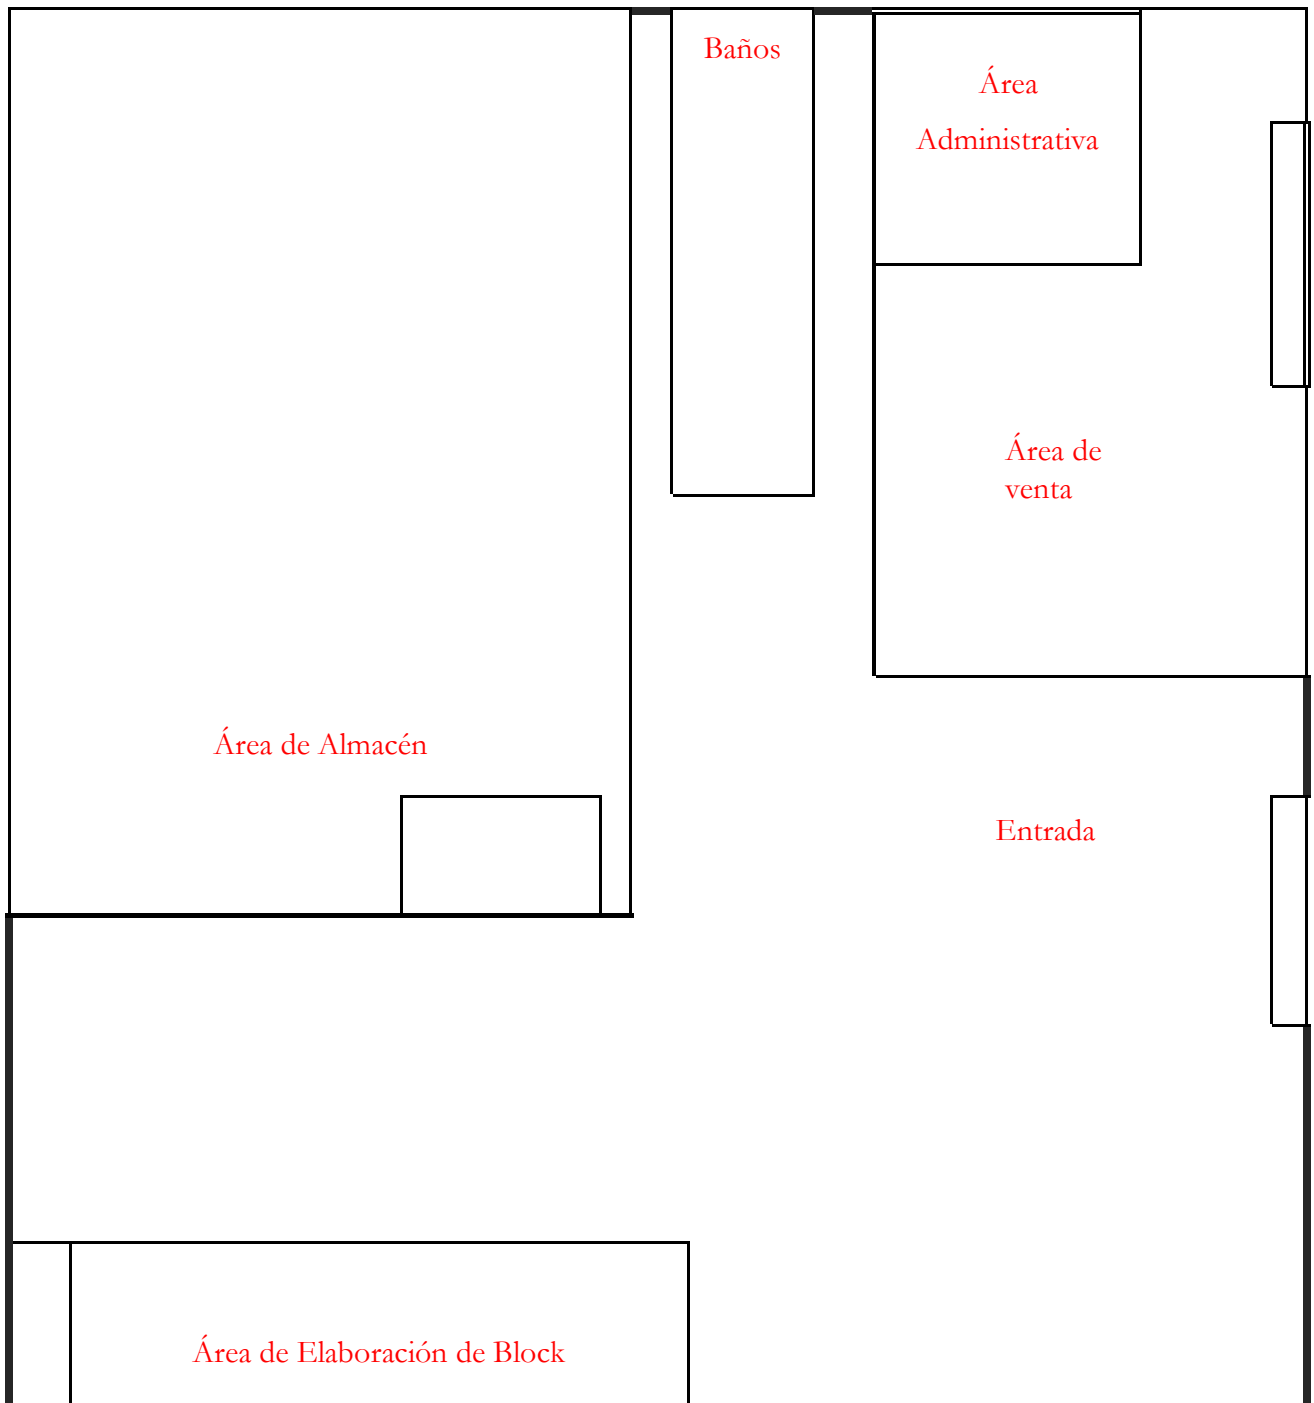 Baños
Área
Administrativa
Área de
venta
Área de Almacén
Entrada
Área de Elaboración de Block